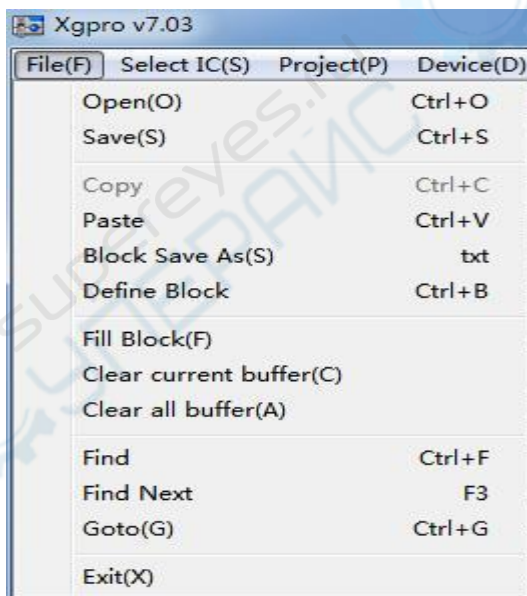 Xgpro v7.03
File(F) Select IC(S) Project(P) Device(D)
Open(O) Ctrl+O
Save(S) Ctrl+S
Copy Ctrl+C
Paste Ctrl+V
Block Save As(S) txt
Define Block Ctrl+B
Fill Block(F)
Clear current buffer(C)
Clear all buffer(A)
Find Ctrl+F
Find Next F3
Goto(G) Ctrl+G
Exit(X)